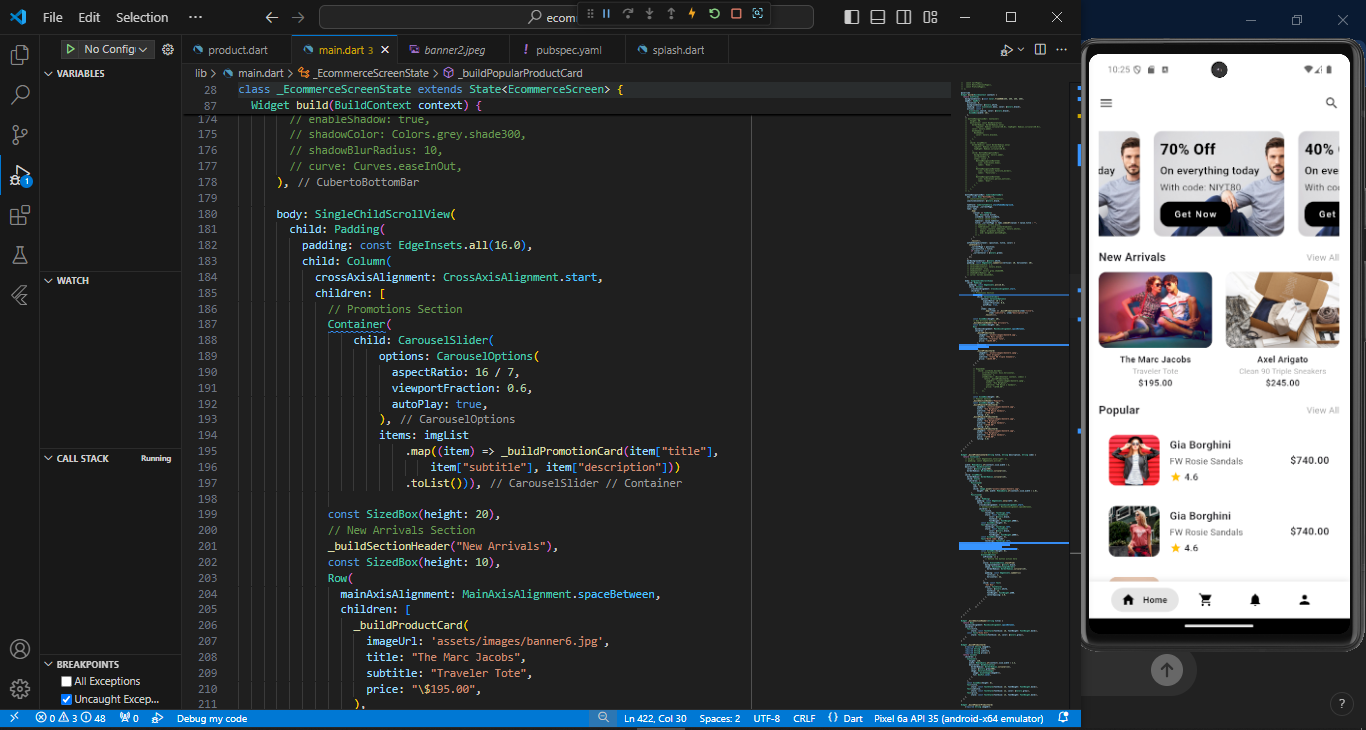 File Edit Selection ···
ecom
No Config
product.dart
main.dart 3
banner2.jpeg
pubspec.yaml
splash.dart
VARIABLES
lib > main.dart > _EcommerceScreenState > _buildPopularProductCard
28 class _EcommerceScreenState extends State<EcommerceScreen> {
87 Widget build(BuildContext context) {
174 // enableShadow: true,
175 // shadowColor: Colors.grey.shade300,
176 // shadowBlurRadius: 10,
177 // curve: Curves.easeInOut,
178 ), // CubertoBottomBar
179
180 body: SingleChildScrollView(
181 child: Padding(
182 padding: const EdgeInsets.all(16.0),
183 child: Column(
184 crossAxisAlignment: CrossAxisAlignment.start,
185 children: [
186 // Promotions Section
187 Container(
188 child: CarouselSlider(
189 options: CarouselOptions(
190 aspectRatio: 16 / 7,
191 viewportFraction: 0.6,
192 autoPlay: true,
193 ), // CarouselOptions
194 items: imgList
195 .map((item) => _buildPromotionCard(item["title"],
196 item["subtitle"], item["description"]))
197 .toList())), // CarouselSlider // Container
198
199 const SizedBox(height: 20),
200 // New Arrivals Section
201 _buildSectionHeader("New Arrivals"),
202 const SizedBox(height: 10),
203 Row(
204 mainAxisAlignment: MainAxisAlignment.spaceBetween,
205 children: [
206 _buildProductCard(
207 imageUrl: 'assets/images/banner6.jpg',
208 title: "The Marc Jacobs",
209 subtitle: "Traveler Tote",
210 price: "\$195.00",
211 ),
WATCH
CALL STACK
Running
BREAKPOINTS
All Exceptions
Uncaught Excep...
1
0 3 48 0 Debug my code
Ln 422, Col 30 Spaces: 2 UTF-8 CRLF {} Dart Pixel 6a API 35 (android-x64 emulator)
10:25
day
70% Off
On everything today
With code: NIYT80
Get Now
40%
On eve
With co
Get
New Arrivals
View All
The Marc Jacobs
Traveler Tote
$195.00
Axel Arigato
Clean 90 Triple Sneakers
$245.00
Popular
View All
Gia Borghini
FW Rosie Sandals
4.6
$740.00
Gia Borghini
FW Rosie Sandals
4.6
$740.00
Home
?